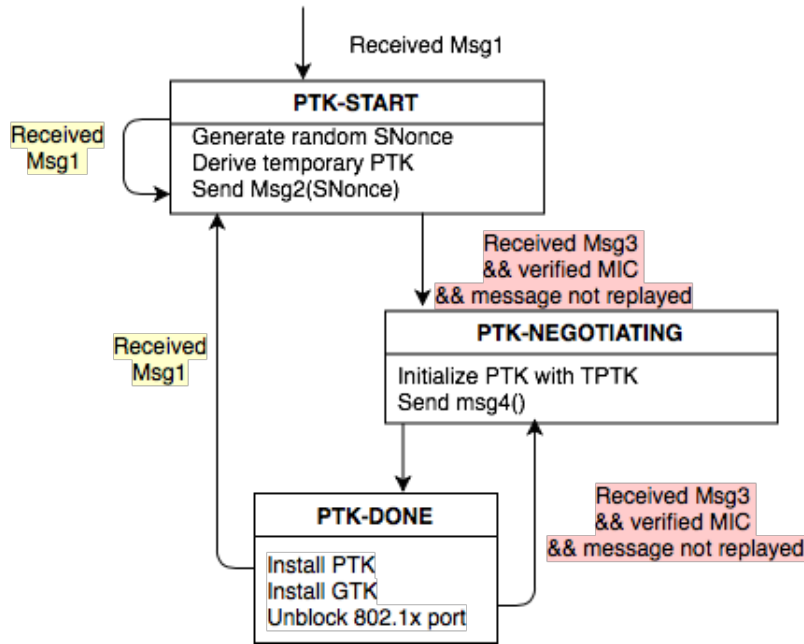 Received Msg1
PTK-START
Received
Msg1
Generate random SNonce
Derive temporary PTK
Send Msg2(SNonce)
Received Msg3
&& verified MIC
&& message not replayed
PTK-NEGOTIATING
Initialize PTK with TPTK
Send msg4()
Received
Msg1
PTK-DONE
Install PTK
Install GTK
Unblock 802.1x port
Received Msg3
&& verified MIC
&& message not replayed